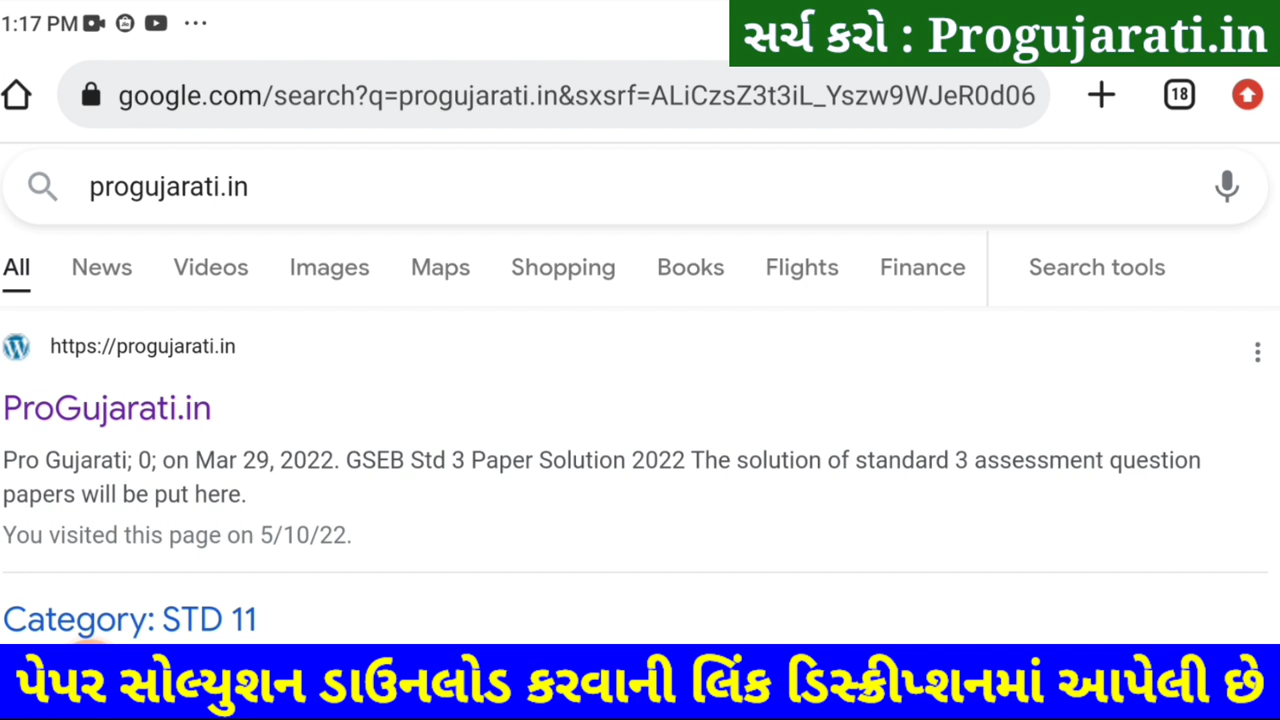 1:17 PM
સર્ચ કરો : Progujarati.in
google.com/search?q=progujarati.in&sxsrf=ALiCzsZ3t3iL_Yszw9WJeR0d06
18
progujarati.in
All News Videos Images Maps Shopping Books Flights Finance Search tools
https://progujarati.in
ProGujarati.in
Pro Gujarati; 0; on Mar 29, 2022. GSEB Std 3 Paper Solution 2022 The solution of standard 3 assessment question
papers will be put here.
You visited this page on 5/10/22.
Category: STD 11
પેપર સોલ્યુશન ડાઉનલોડ કરવાની લિંક ડિસ્ક્રીપ્શનમાં આપેલી છે